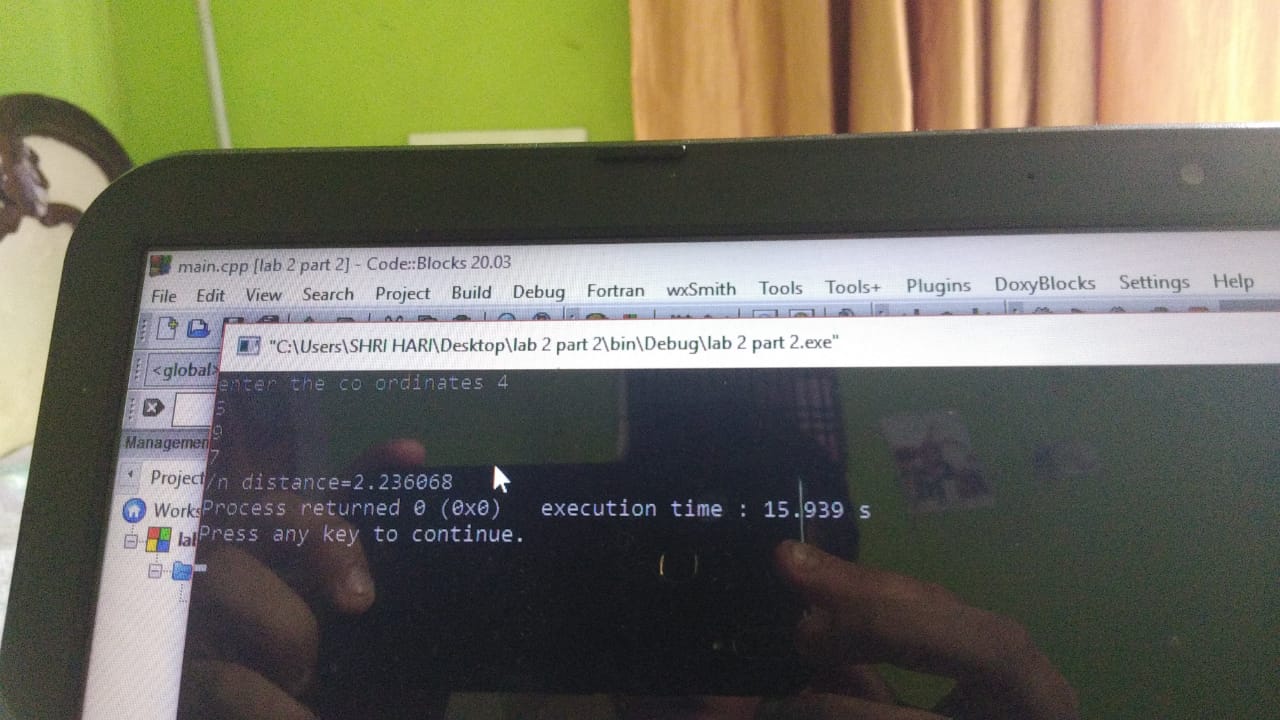 main.cpp [lab 2 part 2] - Code::Blocks 20.03
File Edit View Search Project Build Debug Fortran wxSmith Tools Tools+ Plugins DoxyBlocks Settings Help
"C:\Users\SHRI HARI\Desktop\lab 2 part 2\bin\Debug\lab 2 part 2.exe"
<global>
enter the co ordinates 4
5
9
7
Managemen
/n distance=2.236068
Project
Process returned 0 (0x0) execution time : 15.939 s
Works
Press any key to continue.
lal